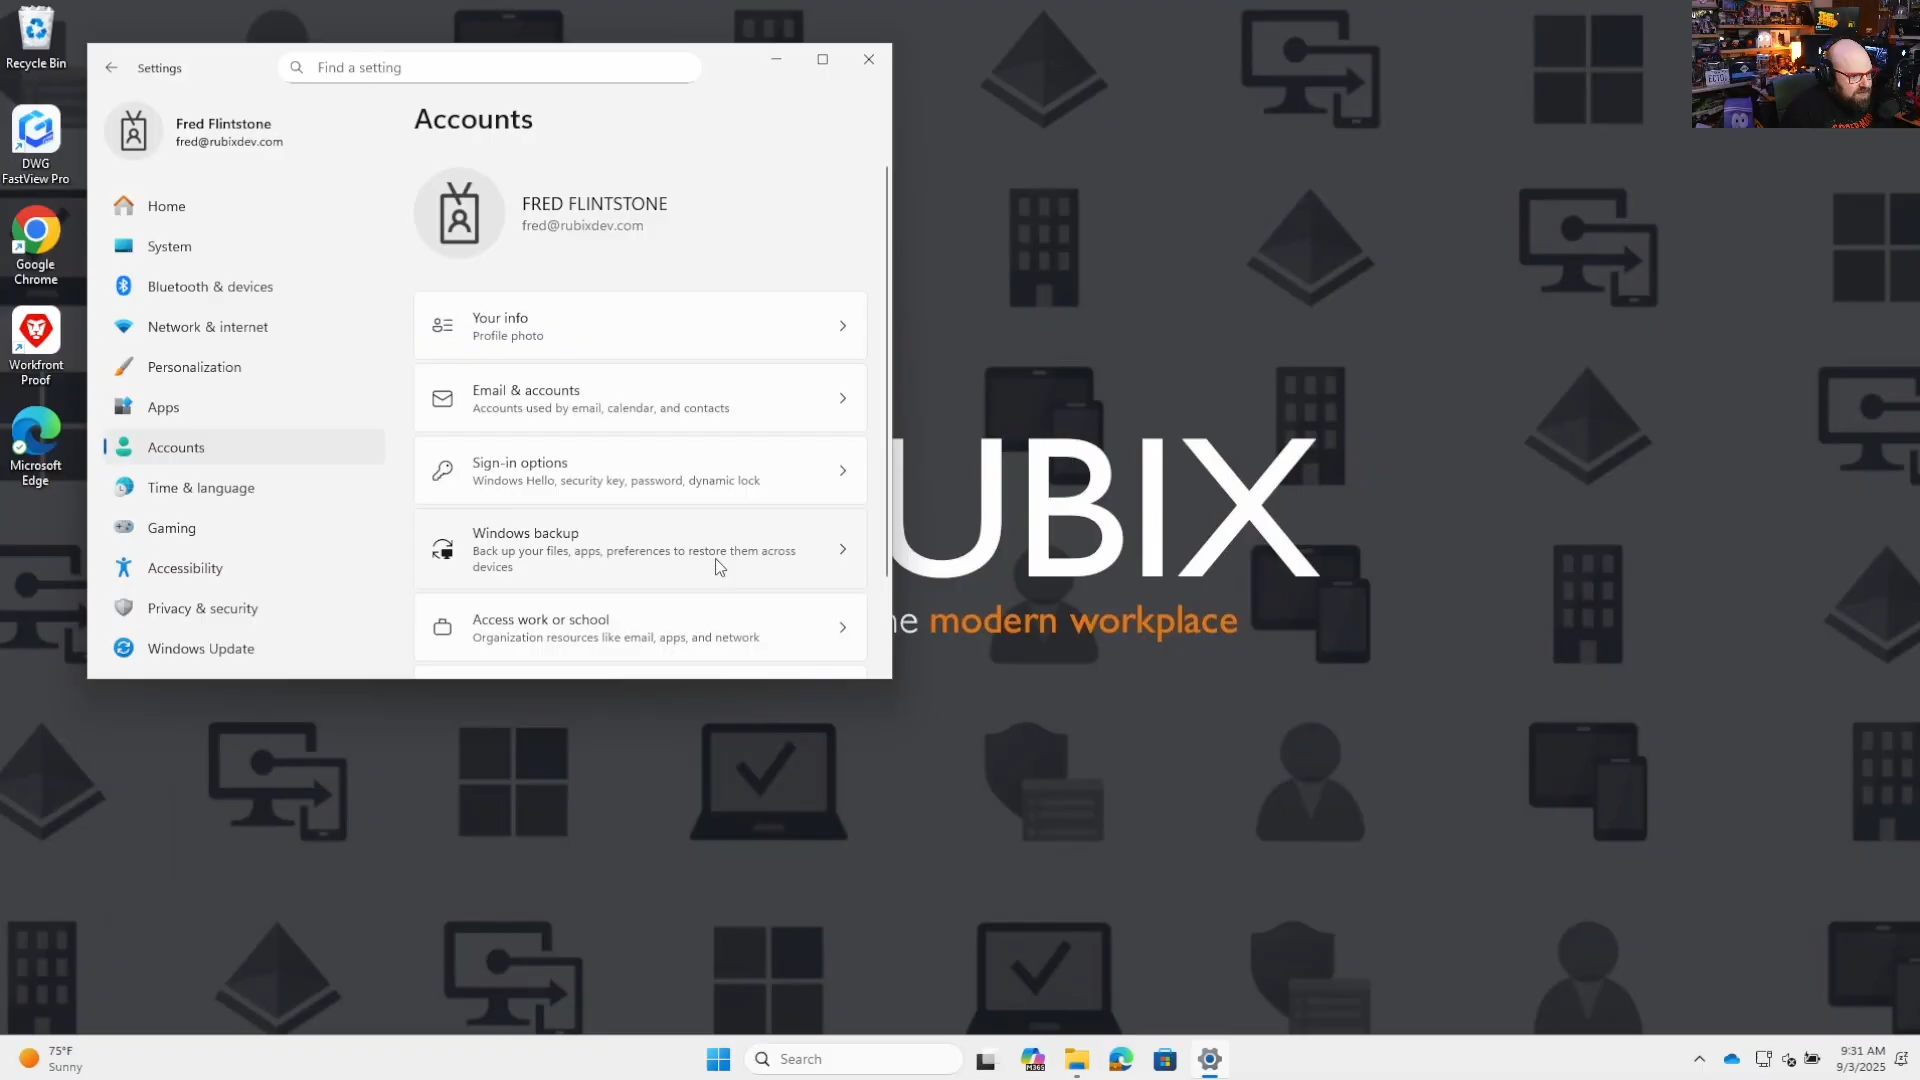 Recycle Bin
DWG
FastView Pro
Google
Chrome
Workfront
Proof
Microsoft
Edge
Settings
Find a setting
Fred Flintstone
fred@rubixdev.com
Home
System
Bluetooth & devices
Network & internet
Personalization
Apps
Accounts
Time & language
Gaming
Accessibility
Privacy & security
Windows Update
Accounts
FRED FLINTSTONE
fred@rubixdev.com
Your info
Profile photo
Email & accounts
Accounts used by email, calendar, and contacts
Sign-in options
Windows Hello, security key, password, dynamic lock
Windows backup
Back up your files, apps, preferences to restore them across
devices
Access work or school
Organization resources like email, apps, and network
UBIX
he modern workplace
75°F
Sunny
Search
M365
9:31 AM
9/3/2025